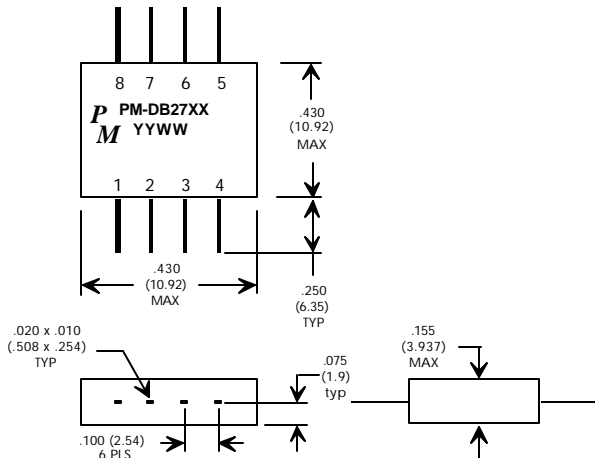 8 7 6 5
P PM-DB27XX
M YYWW
1 2 3 4
.430
(10.92)
MAX
.430
(10.92)
MAX
.250
(6.35)
TYP
.020 x .010
(.508 x .254)
TYP
.075
(1.9)
typ
.155
(3.937)
MAX
.100 (2.54)
6 PLS